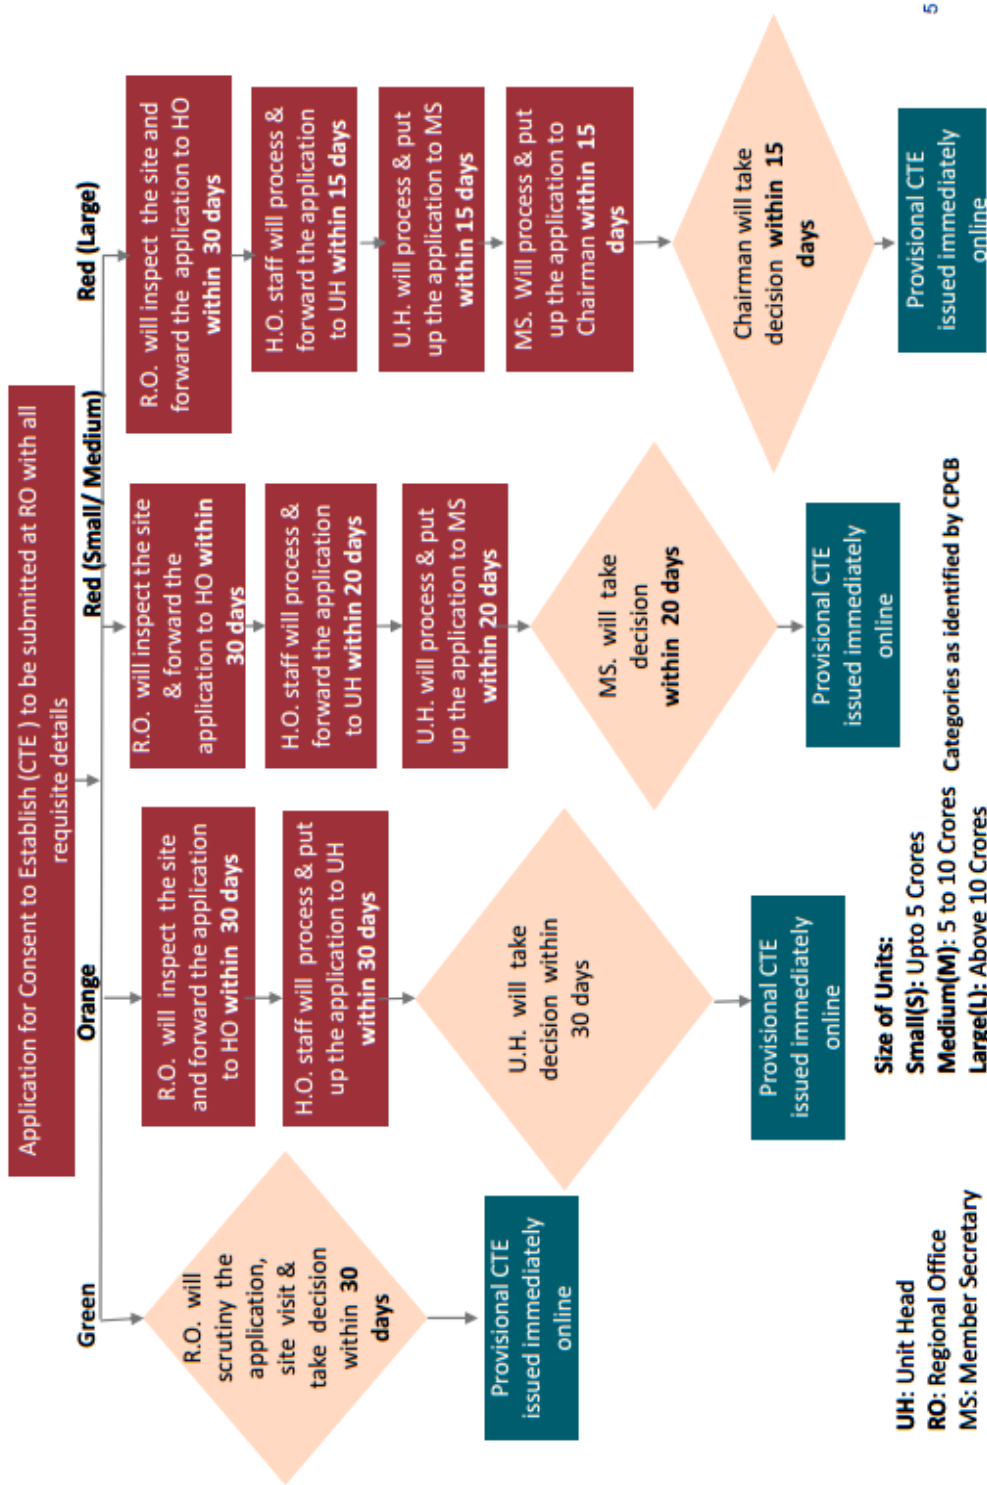 Application for Consent to Establish (CTE ) to be submitted at RO with all
requisite details
Green
Orange
Red (Small/ Medium)
Red (Large)
R.O. will
scrutiny the
application,
site visit &
take decision
within 30
days
Provisional CTE
issued immediately
online
R.O. will inspect the site
and forward the application
to HO within 30 days
H.O. staff will process & put
up the application to UH
within 30 days
U.H. will take
decision within
30 days
Provisional CTE
issued immediately
online
R.O. will inspect the site
& forward the
application to HO within
30 days
H.O. staff will process &
forward the application
to UH within 20 days
U.H. will process & put
up the application to MS
within 20 days
MS. will take
decision
within 20 days
Provisional CTE
issued immediately
online
R.O. will inspect the site and
forward the application to HO
within 30 days
H.O. staff will process &
forward the application
to UH within 15 days
U.H. will process & put
up the application to MS
within 15 days
MS. Will process & put
up the application to
Chairman within 15
days
Chairman will take
decision within 15
days
Provisional CTE
issued immediately
online
UH: Unit Head
RO: Regional Office
MS: Member Secretary
Size of Units:
Small(S): Upto 5 Crores
Medium(M): 5 to 10 Crores
Large(L): Above 10 Crores
Categories as identified by CPCB
5